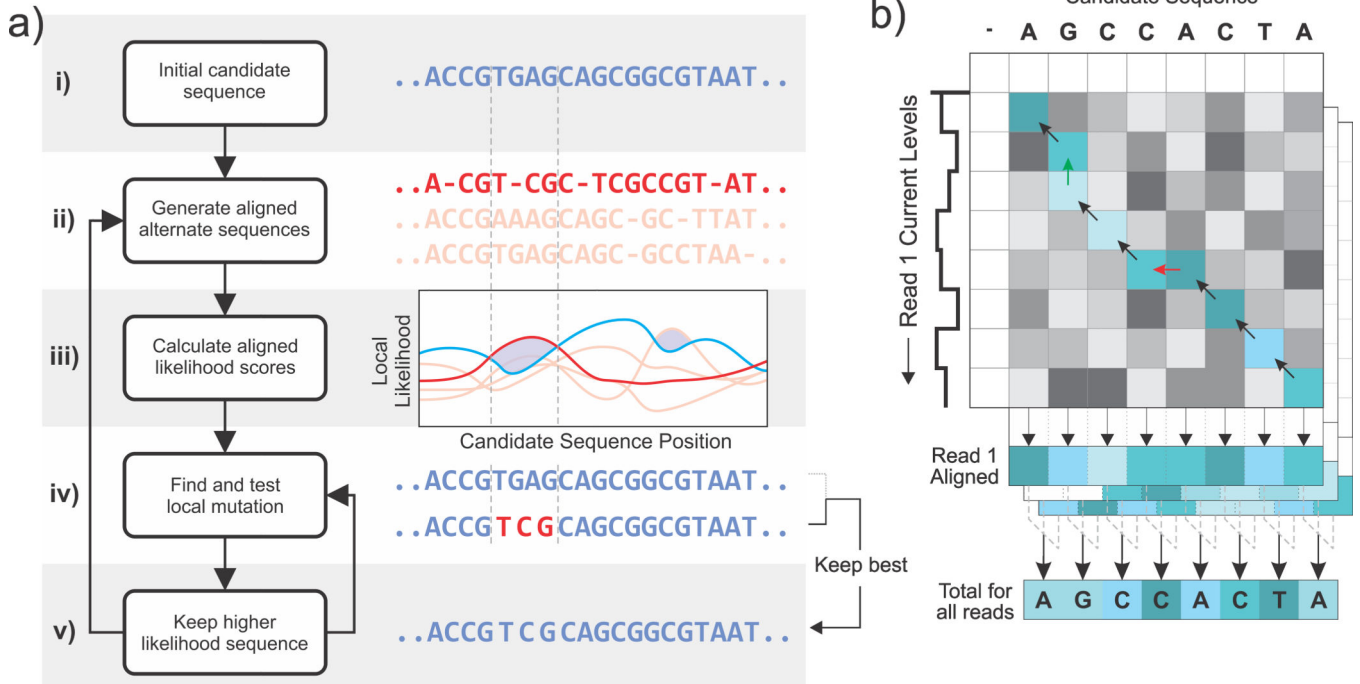 a)
i)
Initial candidate
sequence
..ACCGTGAGCAGCGGCGTAAT..
ii)
Generate aligned
alternate sequences
..A-CGT-CGC-TCGCCGT-AT..
..ACCGAAAGCAGC-GC-TTAT..
..ACCGTGAGCAGC-GCCTAA-..
iii)
Calculate aligned
likelihood scores
Local
Likelihood
Candidate Sequence Position
iv)
Find and test
local mutation
..ACCGTGAGCAGCGGCGTAAT..
..ACCGTCGCAGCGGCGTAAT..
Keep best
v)
Keep higher
likelihood sequence
..ACCGTCGCAGCGGCGTAAT..
b)
Candidate Sequence
- A G C C A C T A
Read 1 Current Levels
Read 1
Aligned
Total for
all reads
A G C C A C T A